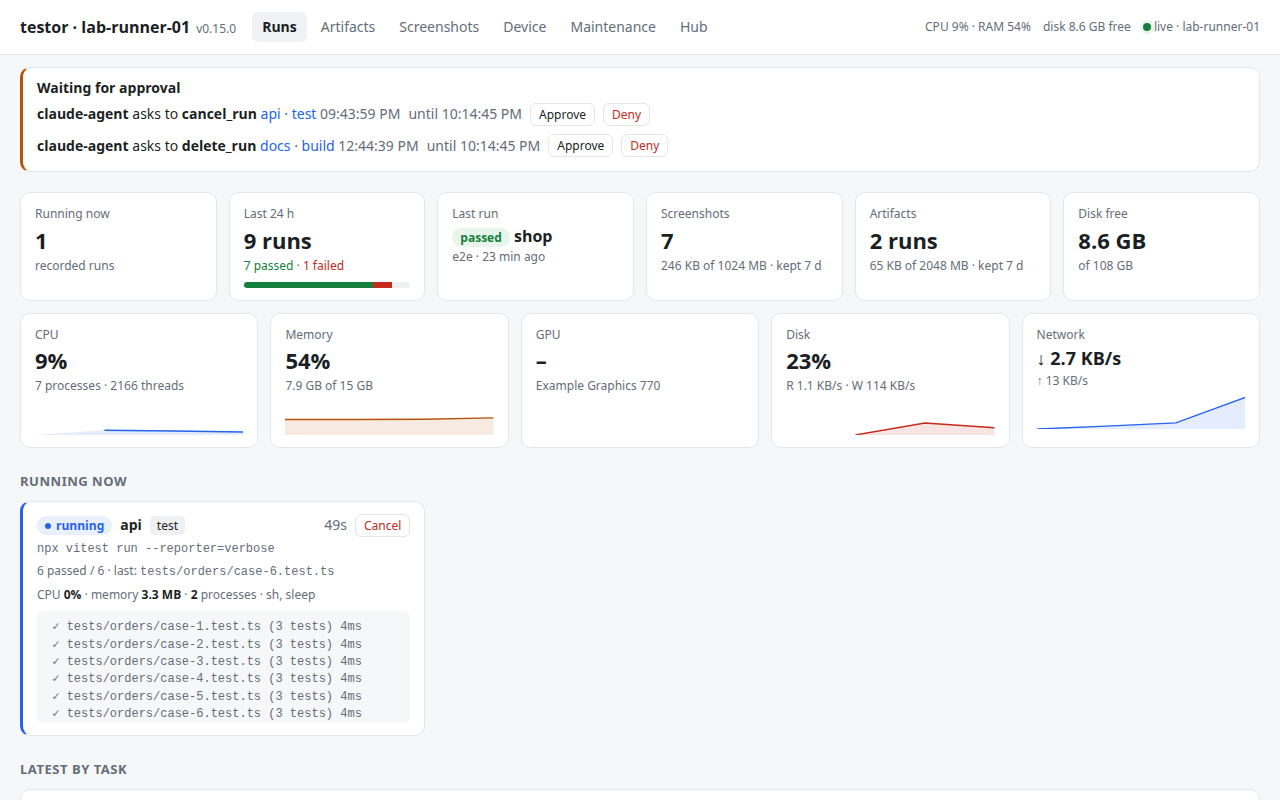 testor · lab-runner-01 v0.15.0 Runs Artifacts Screenshots Device Maintenance Hub CPU 9% · RAM 54% disk 8.6 GB free live · lab-runner-01
Waiting for approval
claude-agent asks to cancel_run api · test 09:43:59 PM until 10:14:45 PM Approve Deny
claude-agent asks to delete_run docs · build 12:44:39 PM until 10:14:45 PM Approve Deny
Running now
1
recorded runs
Last 24 h
9 runs
7 passed · 1 failed
Last run
passed shop
e2e · 23 min ago
Screenshots
7
246 KB of 1024 MB · kept 7 d
Artifacts
2 runs
65 KB of 2048 MB · kept 7 d
Disk free
8.6 GB
of 108 GB
CPU
9%
7 processes · 2166 threads
Memory
54%
7.9 GB of 15 GB
GPU
–
Example Graphics 770
Disk
23%
R 1.1 KB/s · W 114 KB/s
Network
↓ 2.7 KB/s
↑ 13 KB/s
RUNNING NOW
running api test 49s Cancel
npx vitest run --reporter=verbose
6 passed / 6 · last: tests/orders/case-6.test.ts
CPU 0% · memory 3.3 MB · 2 processes · sh, sleep
✓ tests/orders/case-1.test.ts (3 tests) 4ms
✓ tests/orders/case-2.test.ts (3 tests) 4ms
✓ tests/orders/case-3.test.ts (3 tests) 4ms
✓ tests/orders/case-4.test.ts (3 tests) 4ms
✓ tests/orders/case-5.test.ts (3 tests) 4ms
✓ tests/orders/case-6.test.ts (3 tests) 4ms
LATEST BY TASK